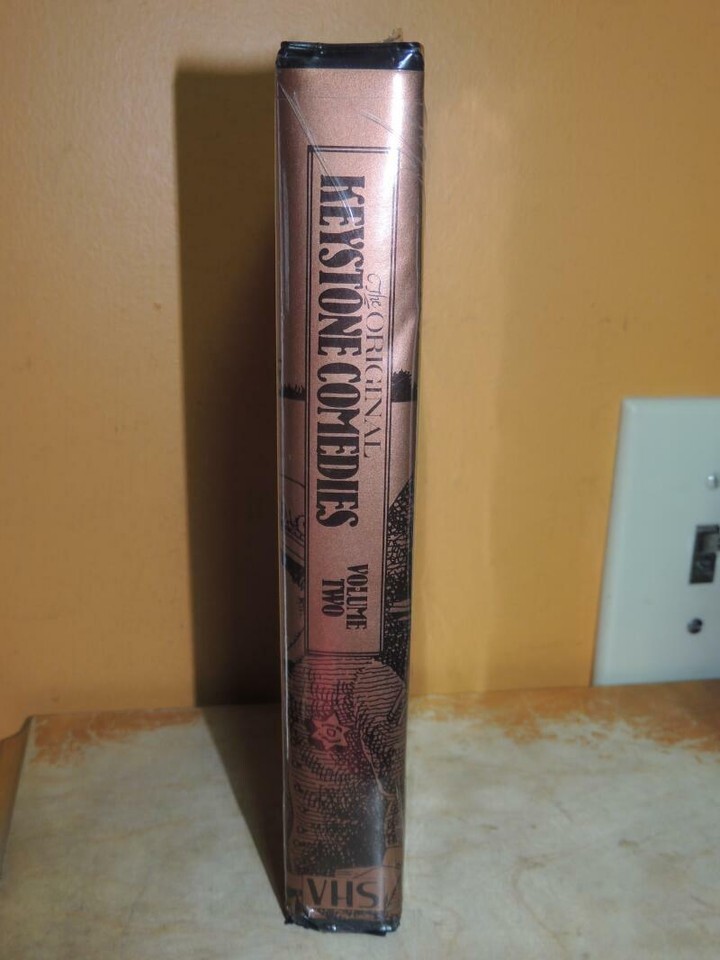 The ORIGINAL
KEYSTONE COMEDIES
VOLUME
TWO
VHS